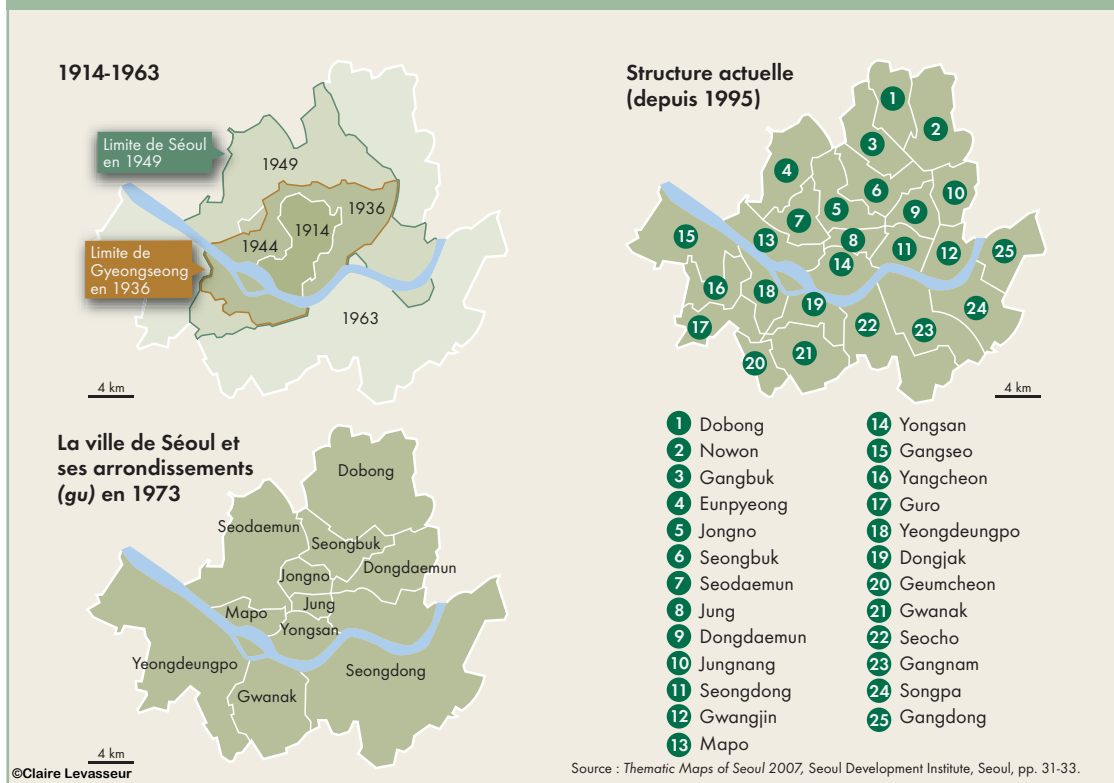 1914-1963
Limite de Séoul
en 1949
1949
1936
1914
1944
Limite de
Gyeongseong
en 1936
1963
4 km
Structure actuelle
(depuis 1995)
1
2
3
4
6
10
5
7
9
15
13
8
11
12
25
14
16
18
19
24
17
22
23
21
20
4 km
La ville de Séoul et
ses arrondissements
(gu) en 1973
Dobong
Seodaemun
Seongbuk
Dongdaemun
Jongno
Jung
Mapo
Yongsan
Yeongdeungpo
Seongdong
Gwanak
4 km
1 Dobong
2 Nowon
3 Gangbuk
4 Eunpyeong
5 Jongno
6 Seongbuk
7 Seodaemun
8 Jung
9 Dongdaemun
10 Jungnang
11 Seongdong
12 Gwangjin
13 Mapo
14 Yongsan
15 Gangseo
16 Yangcheon
17 Guro
18 Yeongdeungpo
19 Dongjak
20 Geumcheon
21 Gwanak
22 Seocho
23 Gangnam
24 Songpa
25 Gangdong
©Claire Levasseur
Source : Thematic Maps of Seoul 2007, Seoul Development Institute, Seoul, pp. 31-33.